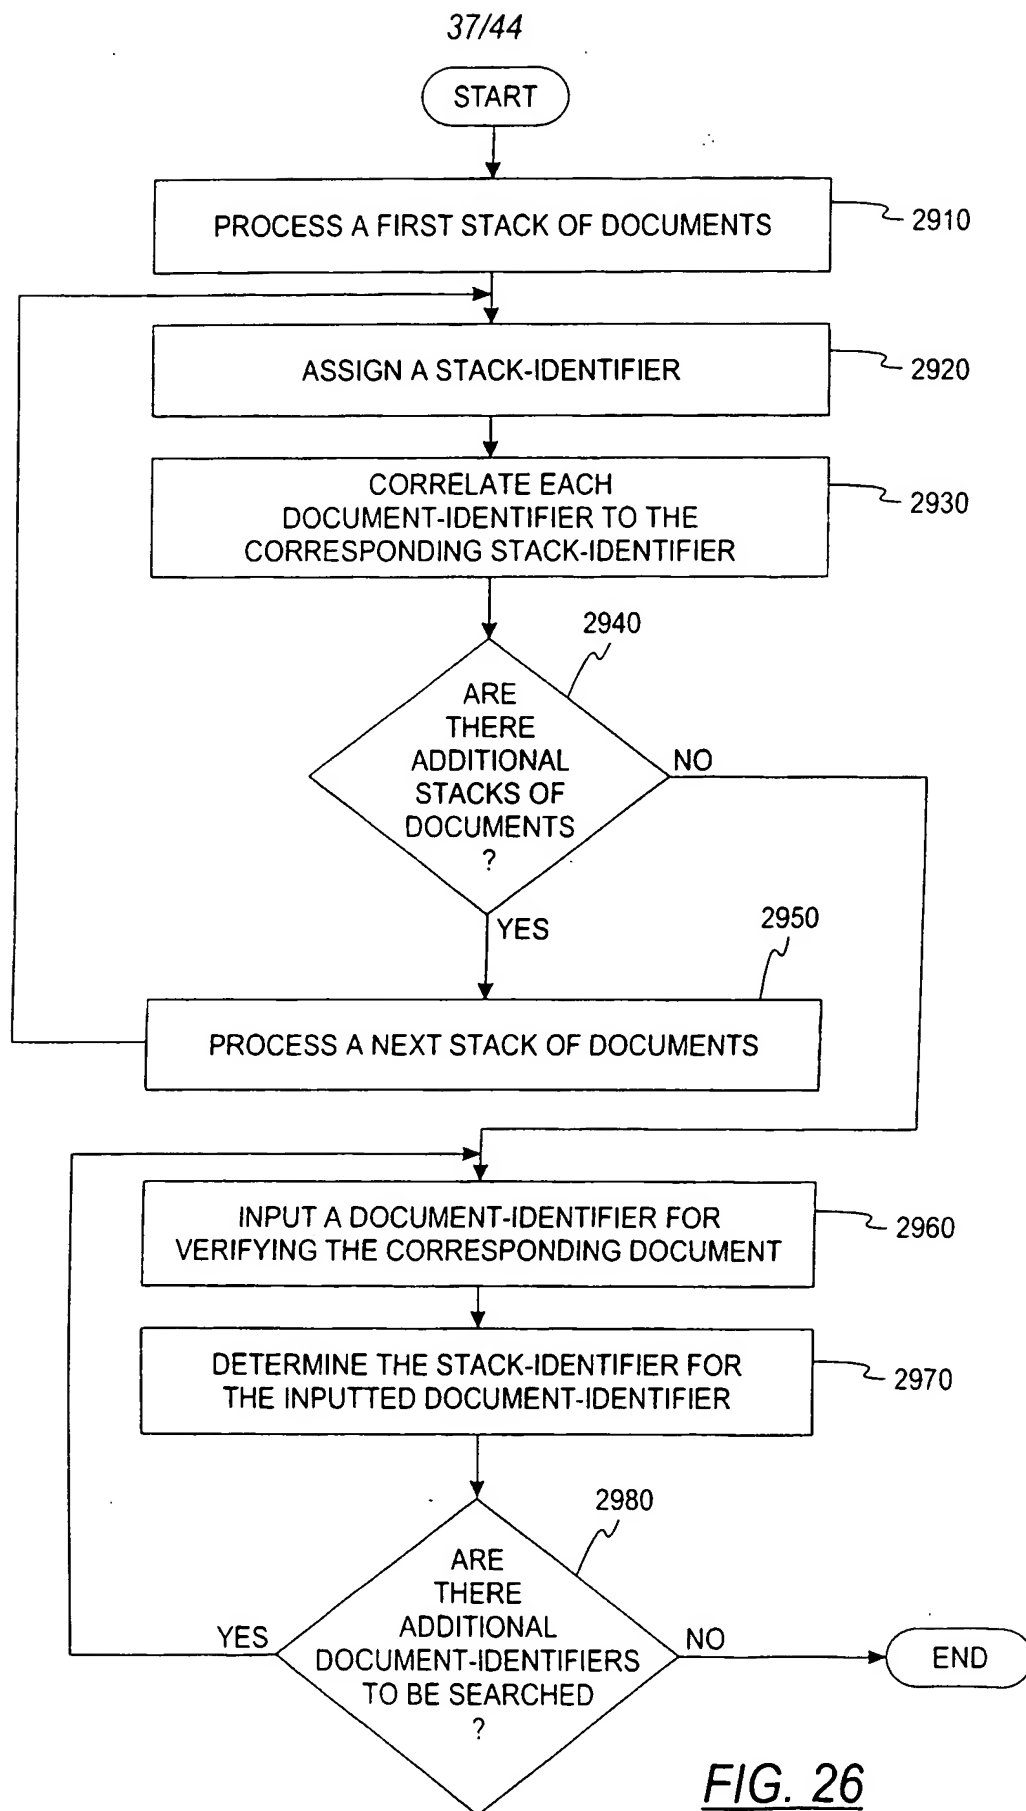 37/44
START
PROCESS A FIRST STACK OF DOCUMENTS
2910
ASSIGN A STACK-IDENTIFIER
2920
CORRELATE EACH
DOCUMENT-IDENTIFIER TO THE
CORRESPONDING STACK-IDENTIFIER
2930
2940
ARE
THERE
ADDITIONAL
STACKS OF
DOCUMENTS
?
NO
YES
2950
PROCESS A NEXT STACK OF DOCUMENTS
INPUT A DOCUMENT-IDENTIFIER FOR
VERIFYING THE CORRESPONDING DOCUMENT
2960
DETERMINE THE STACK-IDENTIFIER FOR
THE INPUTTED DOCUMENT-IDENTIFIER
2970
2980
ARE
THERE
ADDITIONAL
DOCUMENT-IDENTIFIERS
TO BE SEARCHED
?
YES
NO
END
FIG. 26